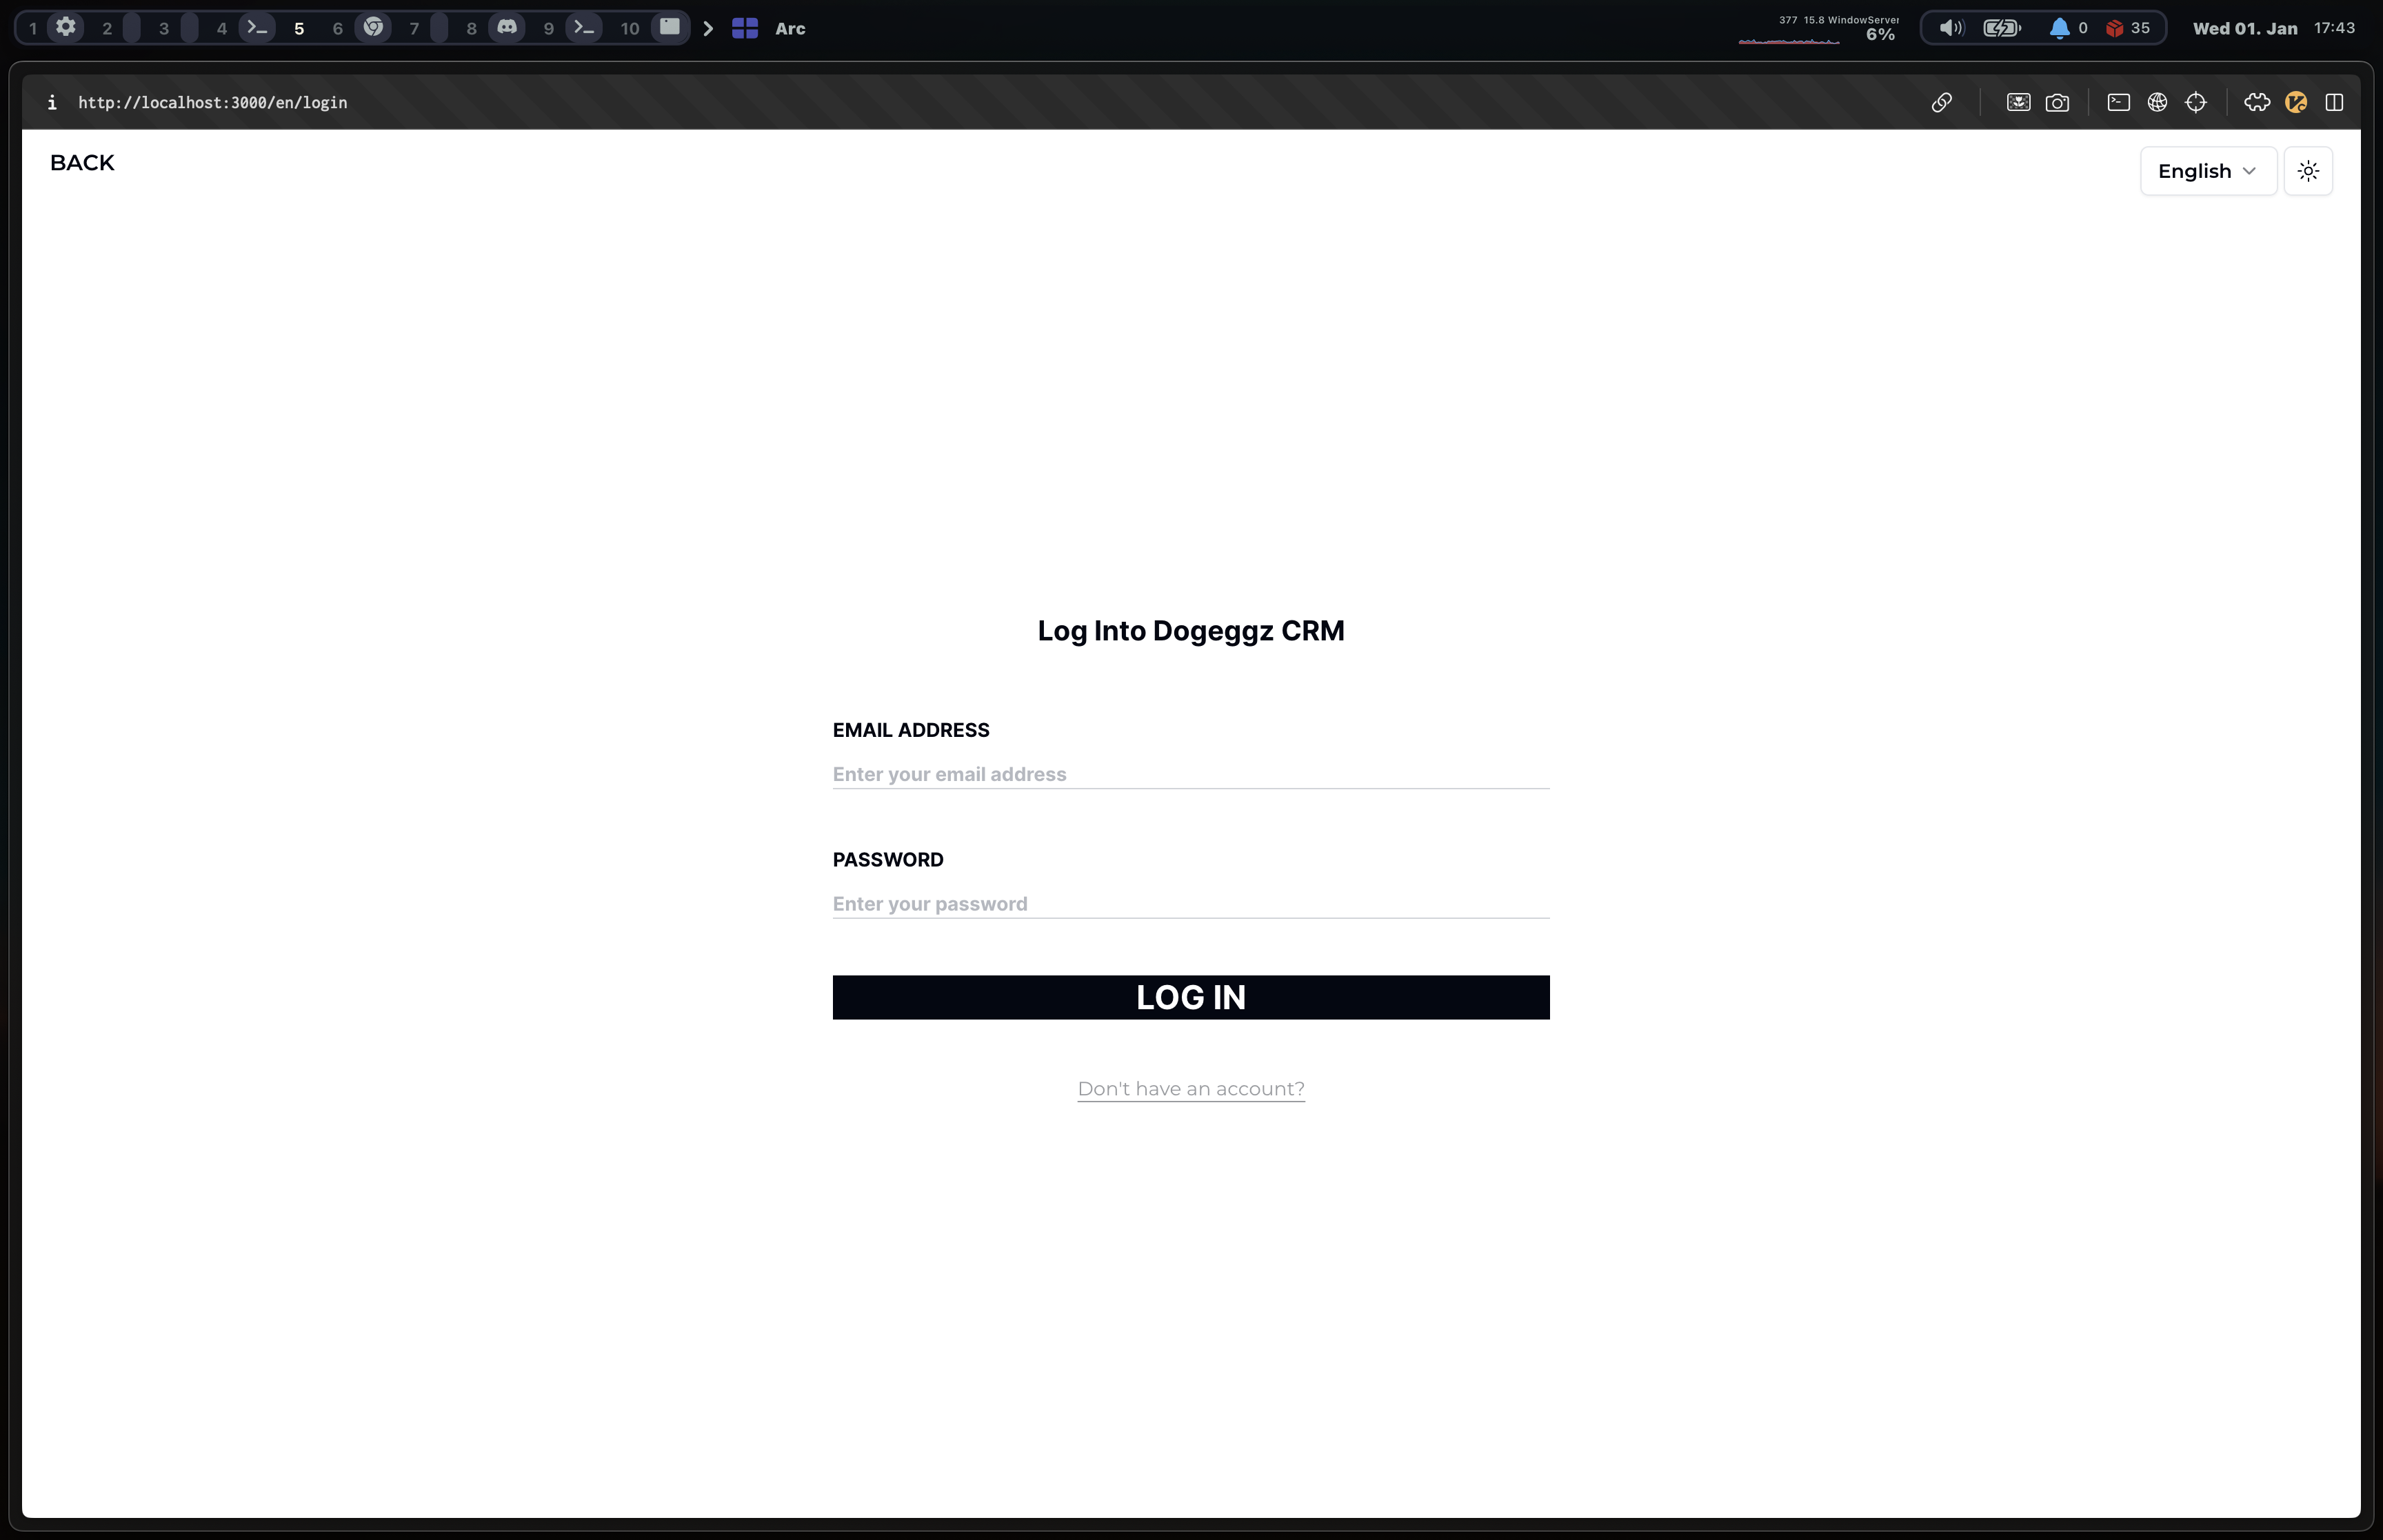 1 2 3 4 5 6 7 8 9 10 Arc
377 15.8 WindowServer
6%
0 35 Wed 01. Jan 17:43
http://localhost:3000/en/login
BACK
English
Log Into Dogeggz CRM
EMAIL ADDRESS
Enter your email address
PASSWORD
Enter your password
LOG IN
Don't have an account?